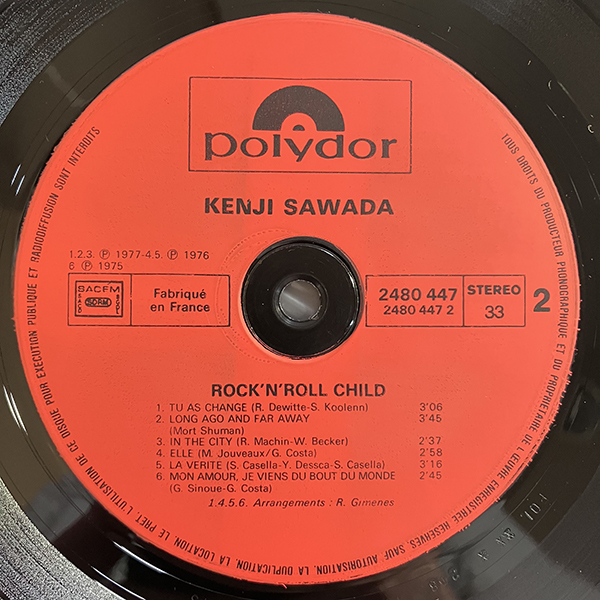 polydor
KENJI SAWADA
1.2.3. Ⓟ 1977-4.5. Ⓟ 1976
6 Ⓟ 1975
SACEM
SACD
SDRM
SGDL
Fabriqué
en France
2480 447
2480 447 2
STEREO
33
2
ROCK'N'ROLL CHILD
1. TU AS CHANGE (R. Dewitte-S. Koolenn) 3'06
2. LONG AGO AND FAR AWAY 3'45
(Mort Shuman)
3. IN THE CITY (R. Machin-W. Becker) 2'37
4. ELLE (M. Jouveaux/G. Costa) 2'58
5. LA VERITE (S. Casella-Y. Dessca-S. Casella) 3'16
6. MON AMOUR, JE VIENS DU BOUT DU MONDE 2'45
(G. Sinoue-G. Costa)
1.4.5.6. Arrangements : R. Gimenes
TOUS DROITS DU PRODUCTEUR PHONOGRAPHIQUE ET DU PROPRIETAIRE DE L'ŒUVRE ENREGISTREE RESERVES. SAUF AUTORISATION, LA DUPLICATION, LA LOCATION, LE PRET, L'UTILISATION DE CE DISQUE POUR EXECUTION PUBLIQUE ET RADIODIFFUSION SONT INTERDITS